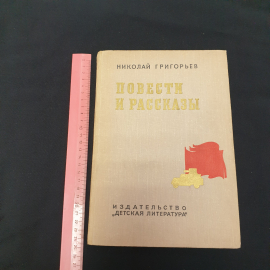 НИКОЛАЙ ГРИГОРЬЕВ
ПОВЕСТИ
И РАССКАЗЫ
ИЗДАТЕЛЬСТВО
„ДЕТСКАЯ ЛИТЕРАТУРА"